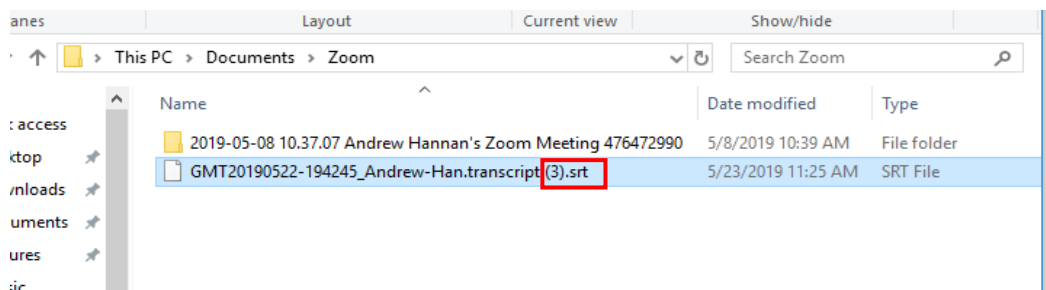 anes Layout Current view Show/hide
This PC > Documents > Zoom Search Zoom
Name Date modified Type
access
ktop
2019-05-08 10.37.07 Andrew Hannan's Zoom Meeting 476472990 5/8/2019 10:39 AM File folder
GMT20190522-194245_Andrew-Han.transcript (3).srt 5/23/2019 11:25 AM SRT File
wnloads
uments
ures
sic